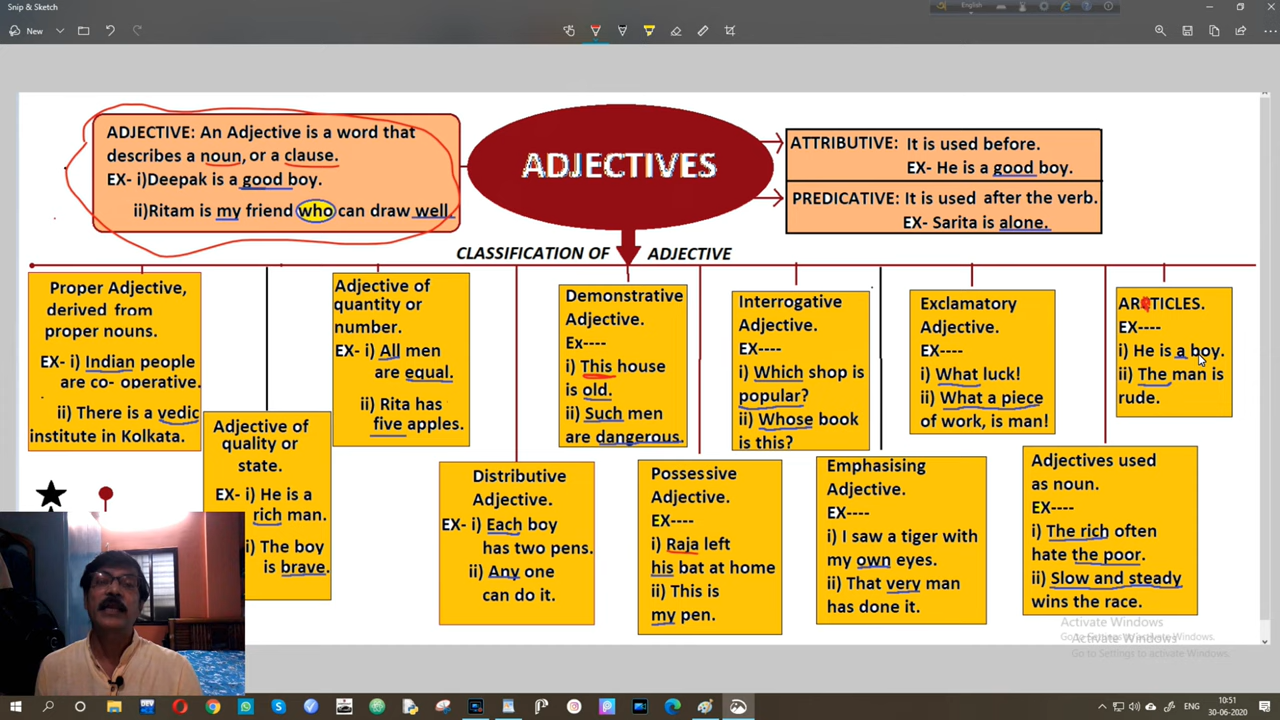 Snip & Sketch
English
New
ADJECTIVE: An Adjective is a word that
describes a noun, or a clause.
EX- i)Deepak is a good boy.
ii)Ritam is my friend who can draw well
ADJECTIVES
ATTRIBUTIVE: It is used before.
EX- He is a good boy.
PREDICATIVE: It is used after the verb.
EX- Sarita is alone.
CLASSIFICATION OF ADJECTIVE
Proper Adjective,
derived from
proper nouns.
EX- i) Indian people
are co- operative.
ii) There is a vedic
institute in Kolkata.
Adjective of
quality or
state.
EX- i) He is a
rich man.
i) The boy
is brave.
Adjective of
quantity or
number.
EX- i) All men
are equal.
ii) Rita has
five apples.
Distributive
Adjective.
EX- i) Each boy
has two pens.
ii) Any one
can do it.
Demonstrative
Adjective.
Ex----
i) This house
is old.
ii) Such men
are dangerous.
Possessive
Adjective.
EX----
i) Raja left
his bat at home
ii) This is
my pen.
Interrogative
Adjective.
EX----
i) Which shop is
popular?
ii) Whose book
is this?
Emphasising
Adjective.
EX----
i) I saw a tiger with
my own eyes.
ii) That very man
has done it.
Exclamatory
Adjective.
EX----
i) What luck!
ii) What a piece
of work, is man!
Adjectives used
as noun.
EX----
i) The rich often
hate the poor.
ii) Slow and steady
wins the race.
ARTICLES.
EX----
i) He is a boy.
ii) The man is
rude.
Activate Windows
Go to Settings to activate Windows.
Activate Windows
Go to Settings to activate Windows.
ENG
10:51
30-06-2020